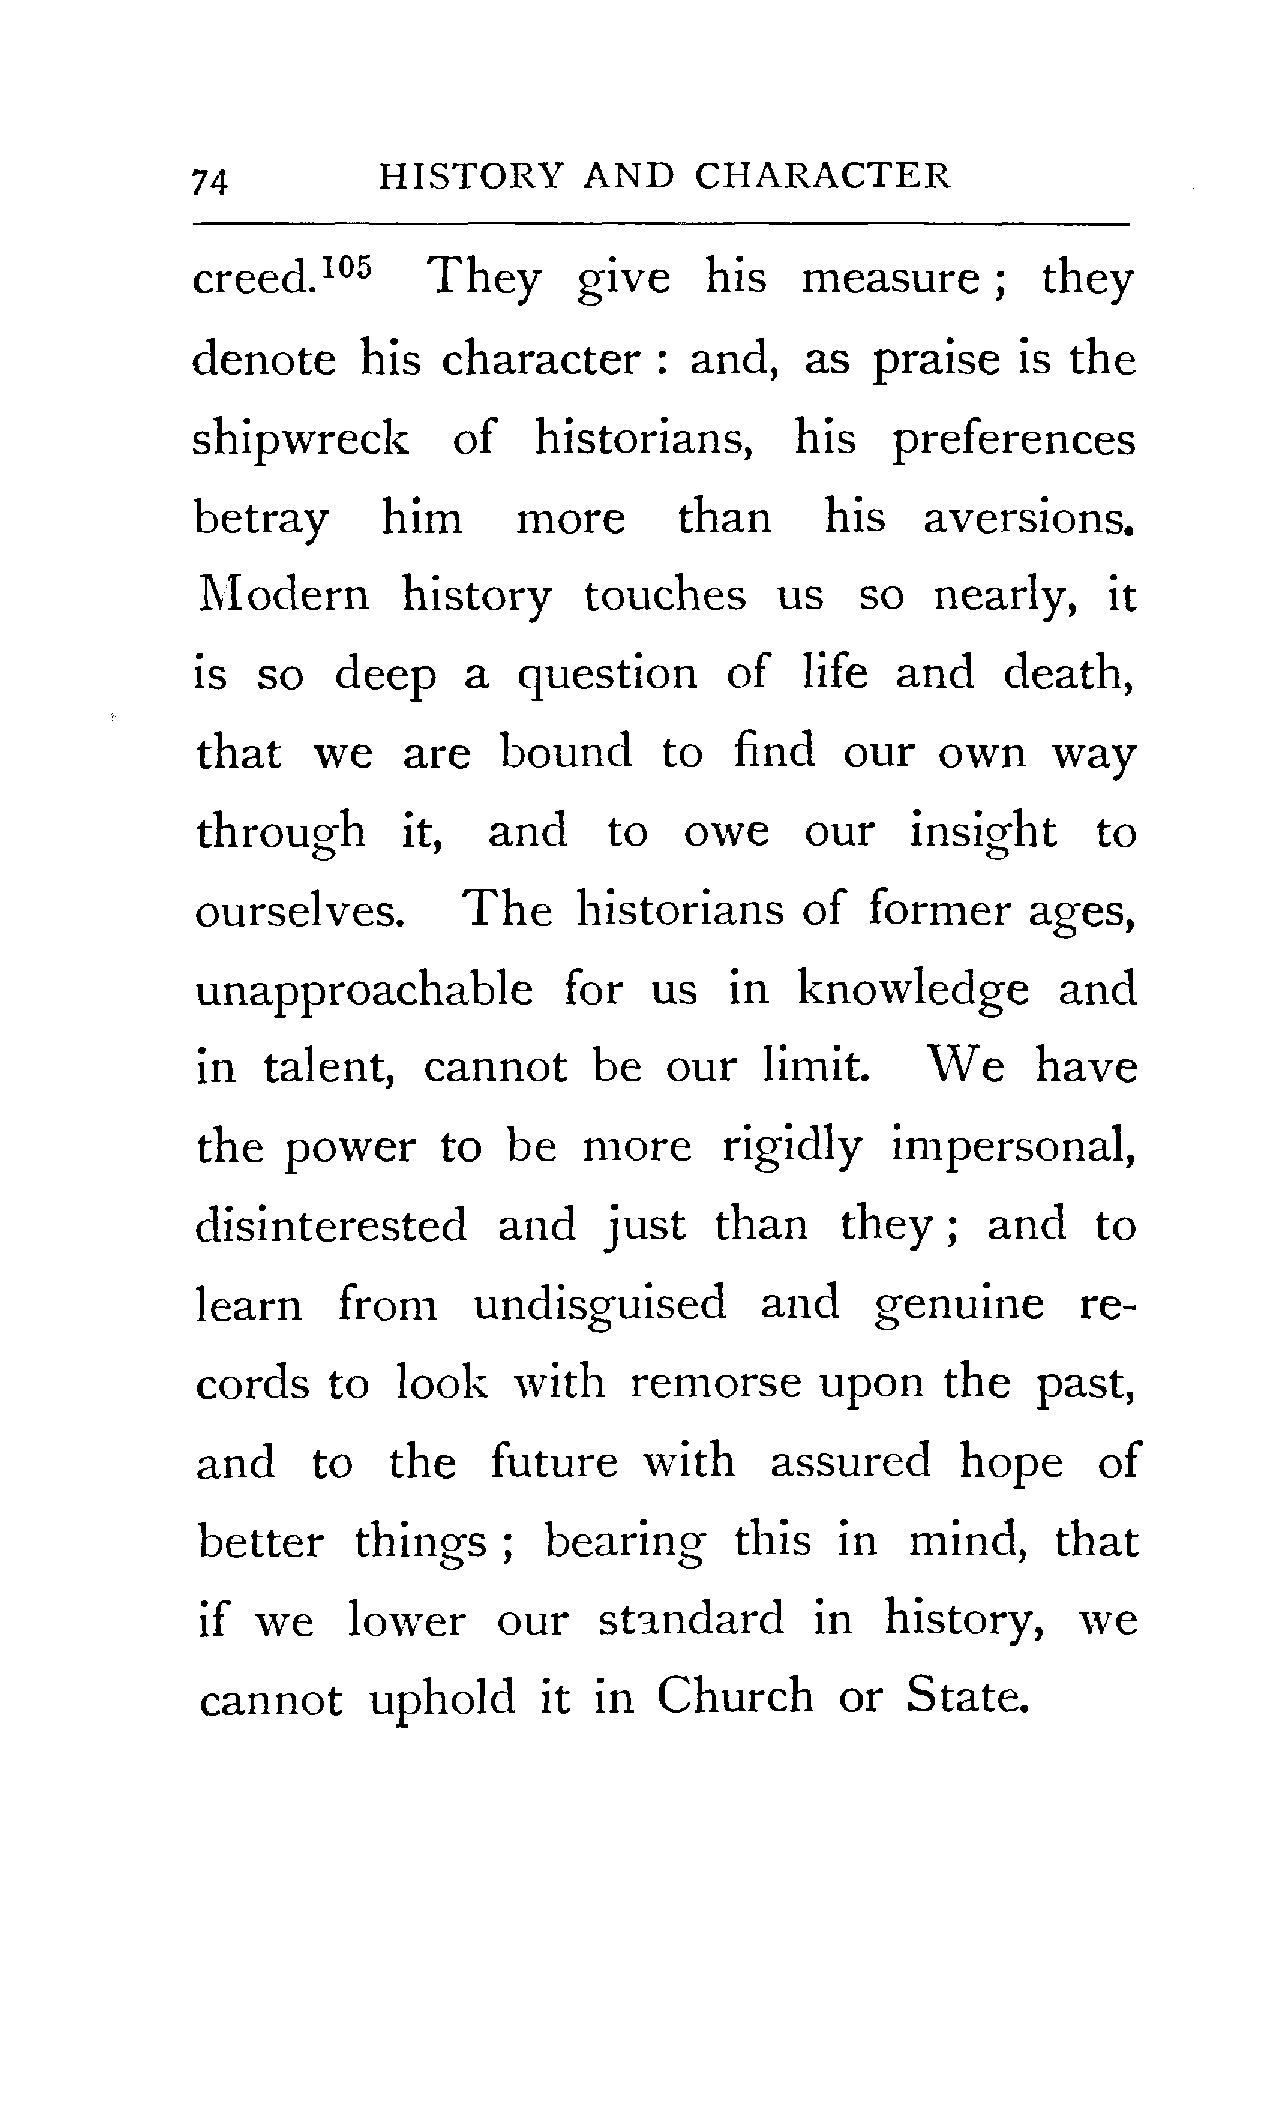 74 HISTORY AND CHARACTER
creed.¹⁰⁵ They give his measure ; they
denote his character : and, as praise is the
shipwreck of historians, his preferences
betray him more than his aversions.
Modern history touches us so nearly, it
is so deep a question of life and death,
that we are bound to find our own way
through it, and to owe our insight to
ourselves. The historians of former ages,
unapproachable for us in knowledge and
in talent, cannot be our limit. We have
the power to be more rigidly impersonal,
disinterested and just than they ; and to
learn from undisguised and genuine re-
cords to look with remorse upon the past,
and to the future with assured hope of
better things ; bearing this in mind, that
if we lower our standard in history, we
cannot uphold it in Church or State.